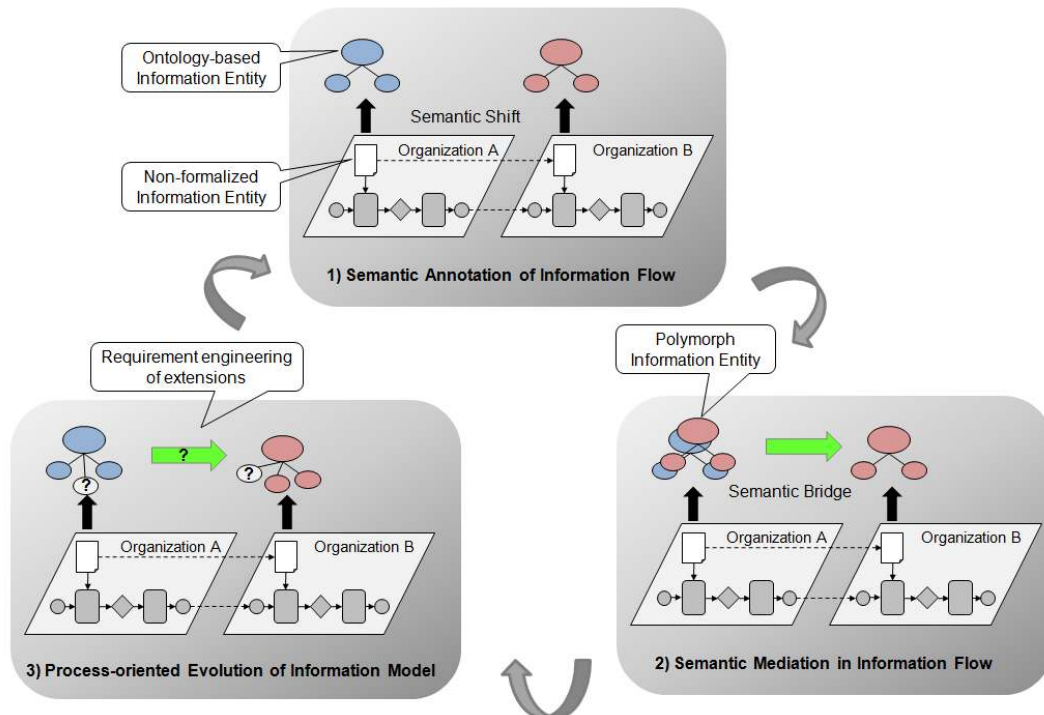 Ontology-based
Information Entity
Semantic Shift
Organization A
Organization B
Non-formalized
Information Entity
1) Semantic Annotation of Information Flow
Requirement engineering
of extensions
?
?
?
Organization A
Organization B
3) Process-oriented Evolution of Information Model
Polymorph
Information Entity
Semantic Bridge
Organization A
Organization B
2) Semantic Mediation in Information Flow